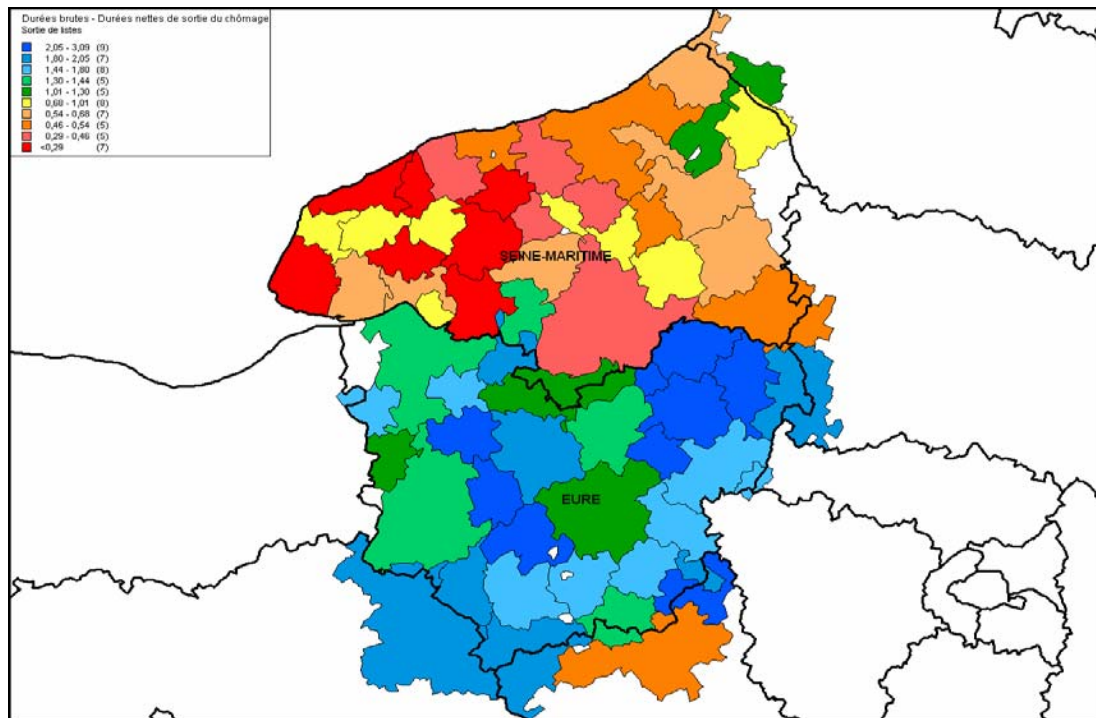 Durées brutes - Durées nettes de sortie du chômage
Sortie de listes
2,05 - 3,09 (9)
1,80 - 2,05 (7)
1,44 - 1,80 (8)
1,30 - 1,44 (5)
1,01 - 1,30 (5)
0,68 - 1,01 (8)
0,54 - 0,68 (7)
0,46 - 0,54 (5)
0,29 - 0,46 (5)
<0,29 (7)
SEINE-MARITIME
EURE